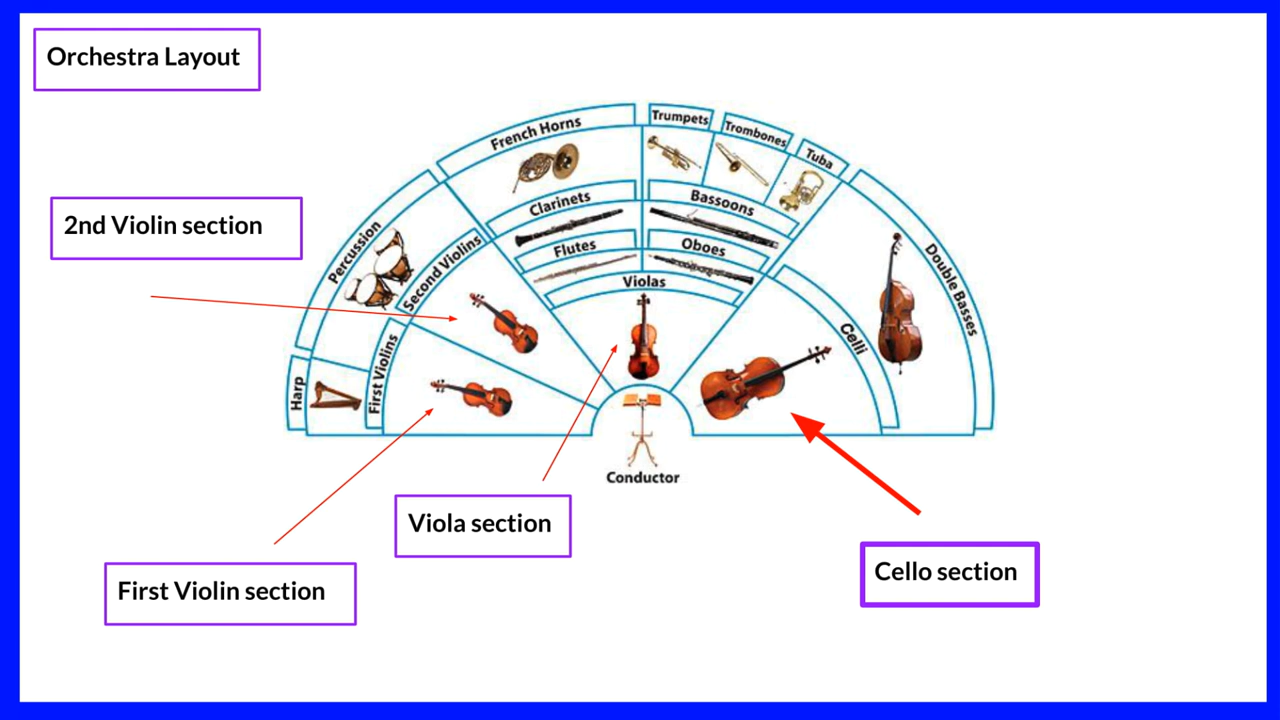 Orchestra Layout
French Horns
Trumpets
Trombones
Tuba
Clarinets
Bassoons
2nd Violin section
Percussion
Second Violins
Flutes
Oboes
Double Basses
Violas
Celli
First Violins
Harp
Conductor
Viola section
Cello section
First Violin section